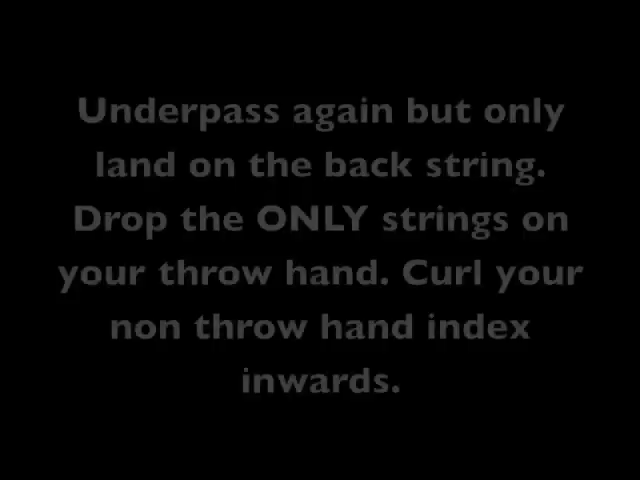 Underpass again but only
land on the back string.
Drop the ONLY strings on
your throw hand. Curl your
non throw hand index
inwards.